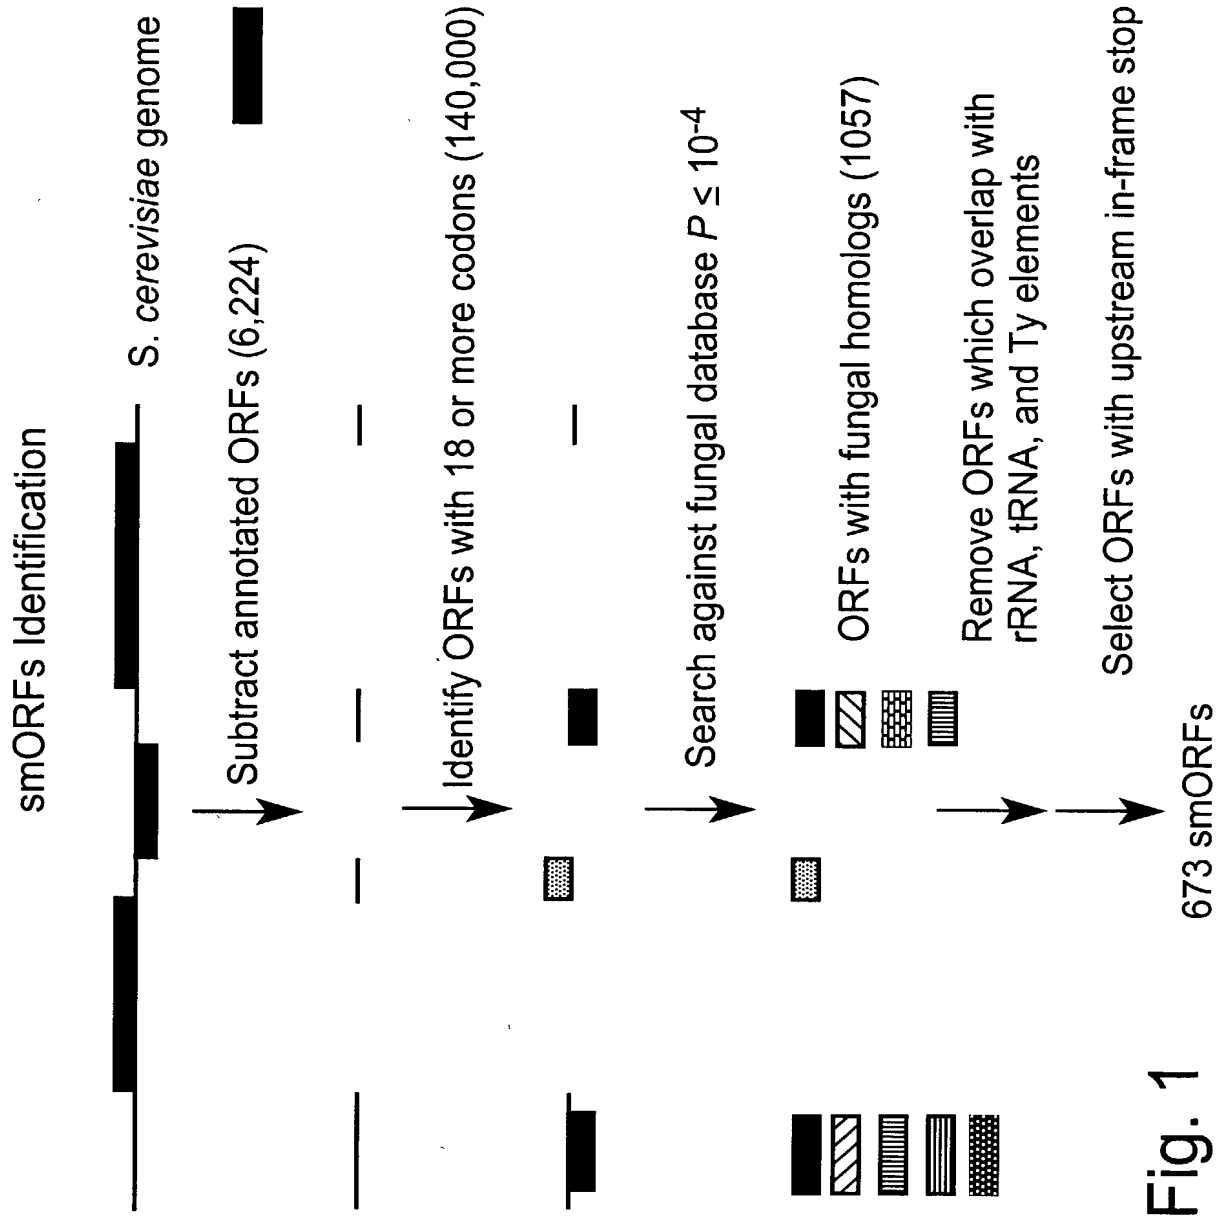 smORFs Identification
S. cerevisiae genome
Subtract annotated ORFs (6,224)
Identify ORFs with 18 or more codons (140,000)
Search against fungal database P ≤ 10-4
ORFs with fungal homologs (1057)
Remove ORFs which overlap with
rRNA, tRNA, and Ty elements
Select ORFs with upstream in-frame stop
673 smORFs
Fig. 1